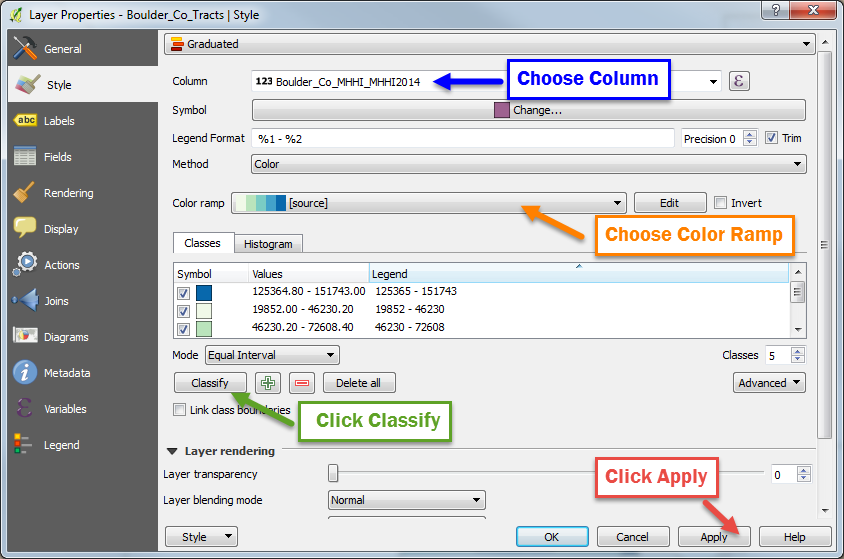 Layer Properties - Boulder_Co_Tracts | Style
?
General
Style
abc Labels
Fields
Rendering
Display
Actions
Joins
Diagrams
Metadata
Variables
Legend
Graduated
Column 123 Boulder_Co_MHHI_MHHI2014 ε
Choose Column
Symbol Change...
Legend Format %1 - %2 Precision 0 Trim
Method Color
Color ramp [source] Edit Invert
Choose Color Ramp
Classes Histogram
Symbol Values Legend
125364.80 - 151743.00 125365 - 151743
19852.00 - 46230.20 19852 - 46230
46230.20 - 72608.40 46230 - 72608
Mode Equal Interval Classes 5
Classify Delete all Advanced
Link class boundaries
Click Classify
Layer rendering
Layer transparency 0
Click Apply
Layer blending mode Normal
Style OK Cancel Apply Help